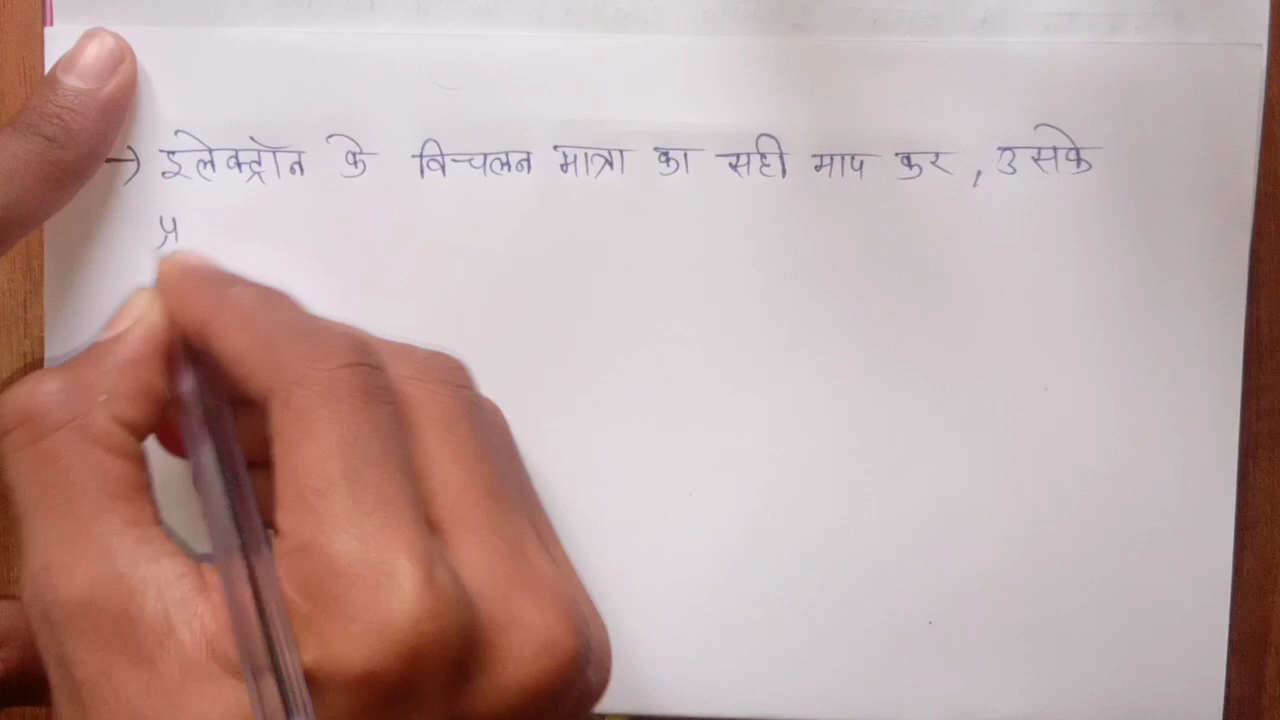 → इलेक्ट्रॉन के विचलन मात्रा का सही माप कर , उसके
प्र